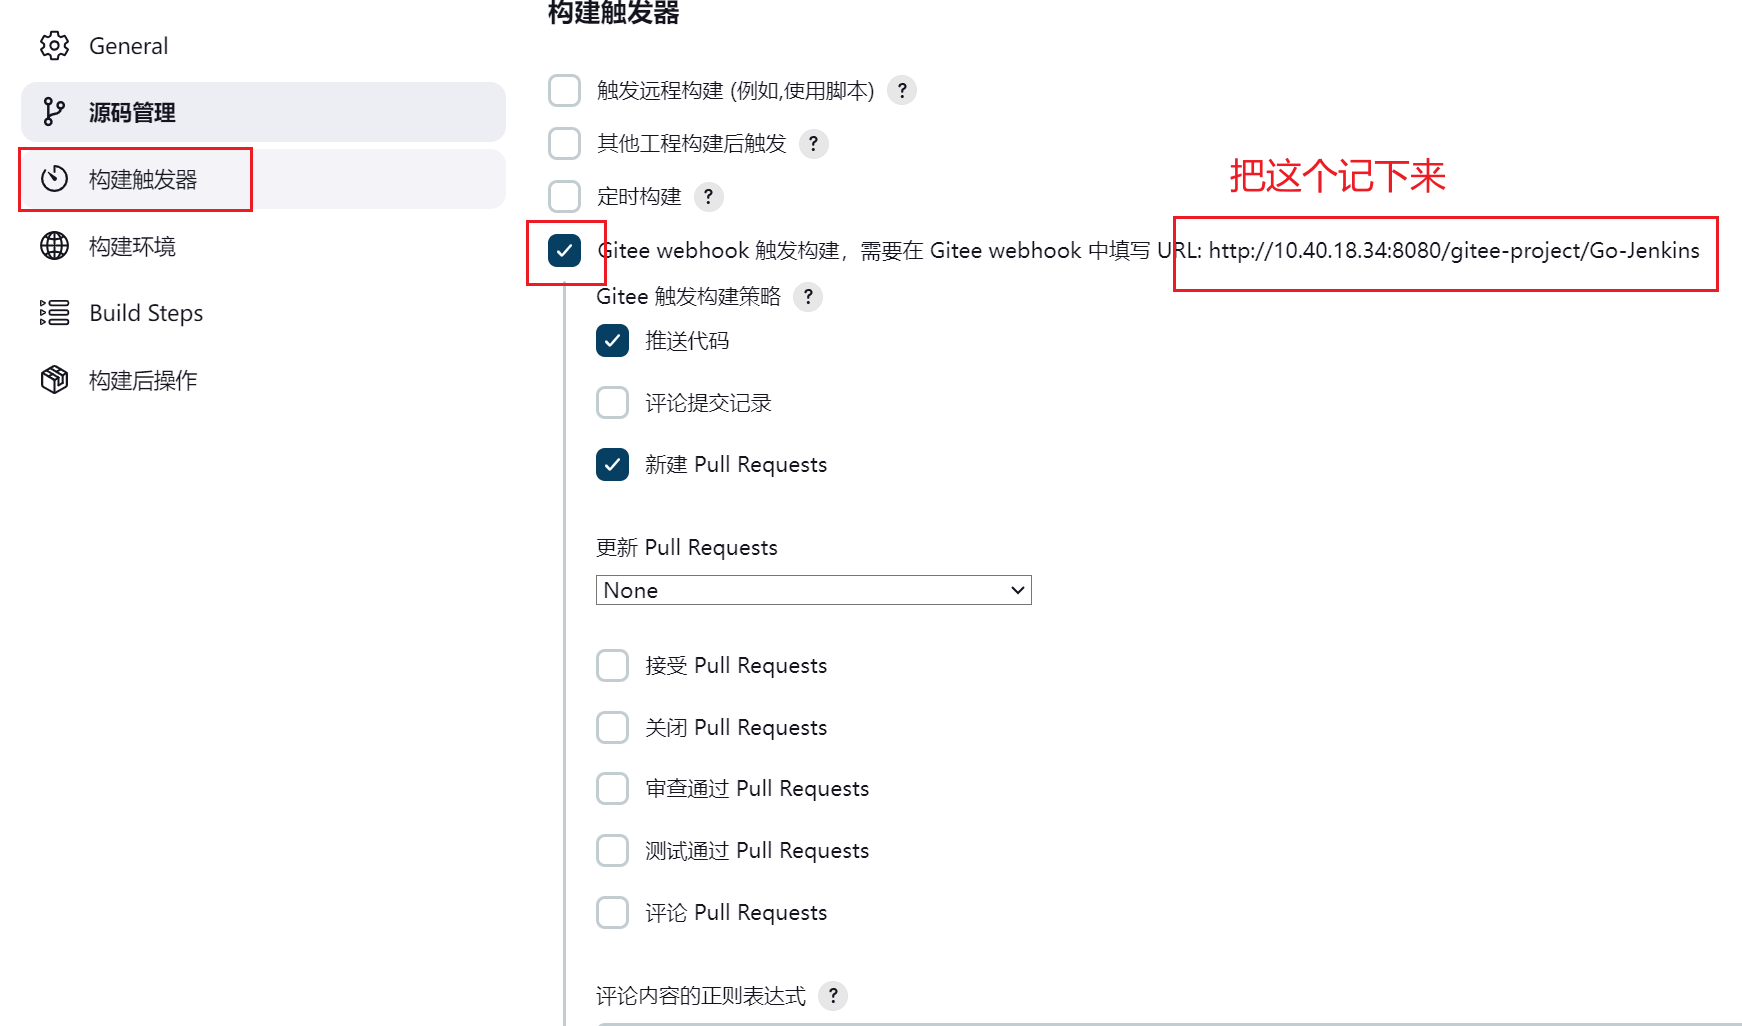 General
源码管理
构建触发器
构建环境
Build Steps
构建后操作
构建触发器
触发远程构建 (例如,使用脚本) ?
其他工程构建后触发 ?
定时构建 ?
把这个记下来
Gitee webhook 触发构建，需要在 Gitee webhook 中填写 URL: http://10.40.18.34:8080/gitee-project/Go-Jenkins
Gitee 触发构建策略 ?
推送代码
评论提交记录
新建 Pull Requests
更新 Pull Requests
None
接受 Pull Requests
关闭 Pull Requests
审查通过 Pull Requests
测试通过 Pull Requests
评论 Pull Requests
评论内容的正则表达式 ?